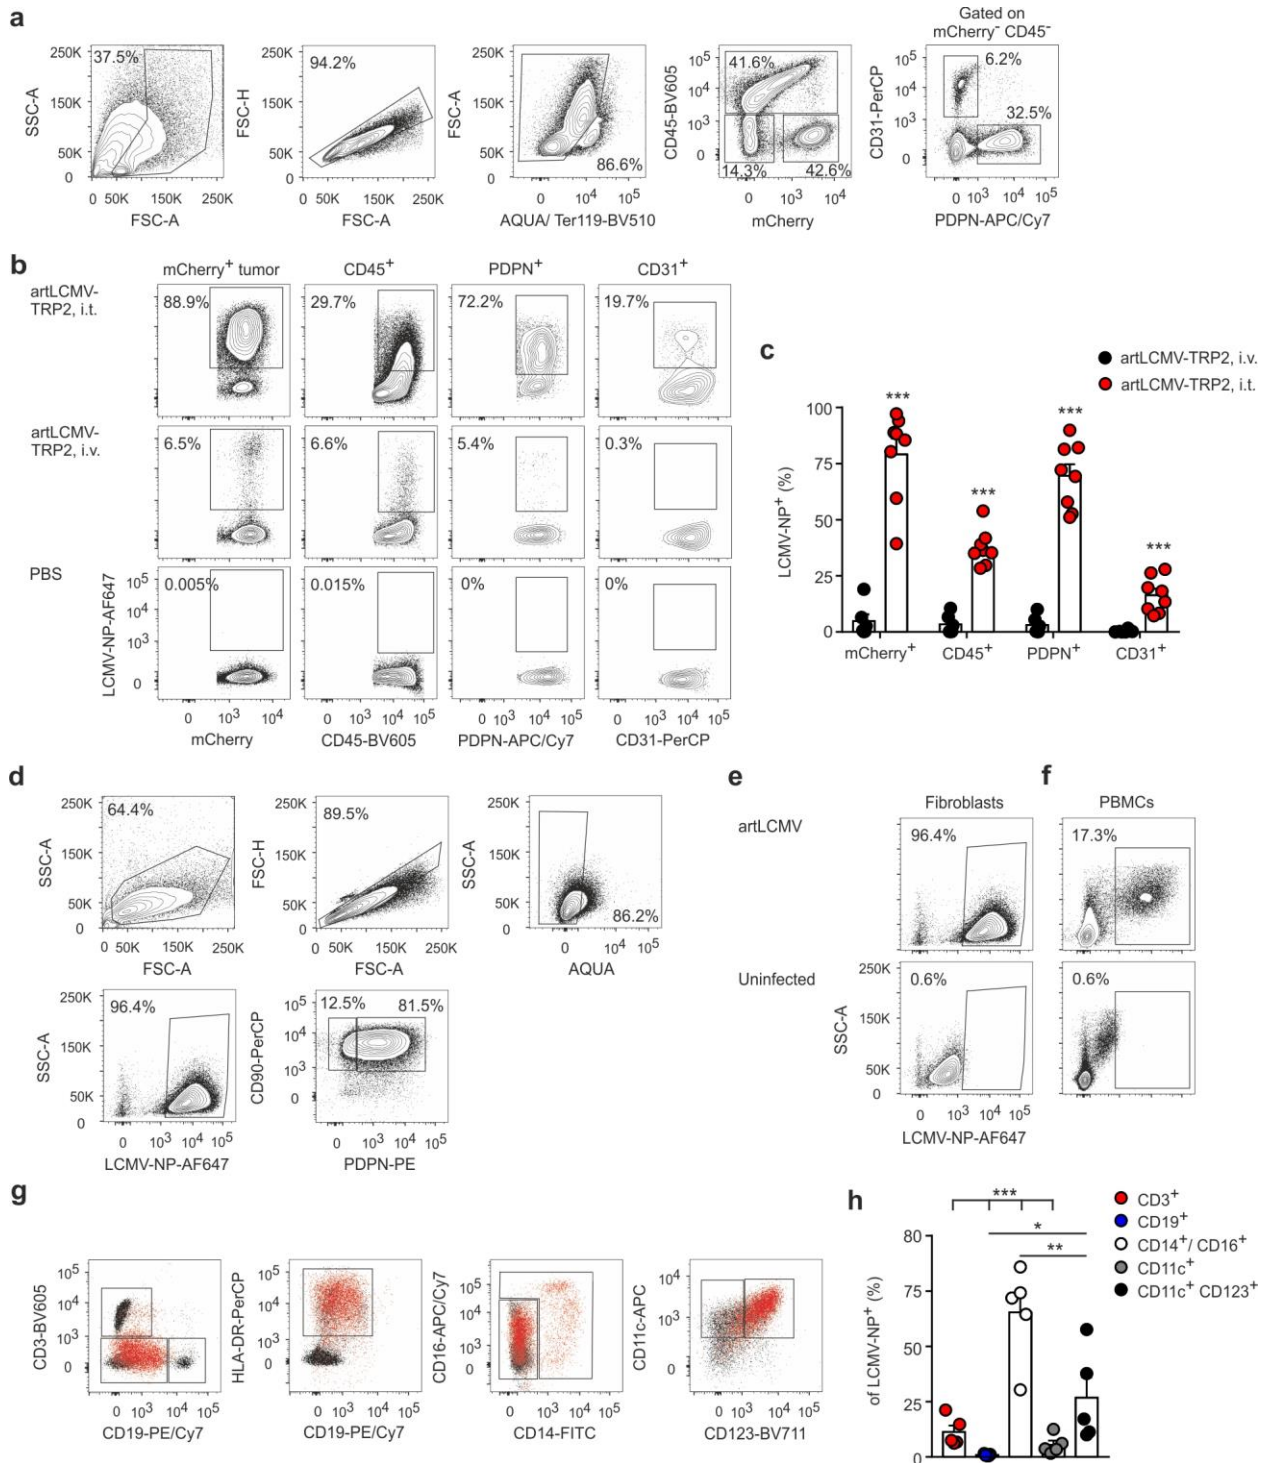 a
Gated on
mCherry⁻ CD45⁻
250K
150K
50K
0
SSC-A
37.5%
0 50K 150K 250K
FSC-A
250K
150K
50K
0
FSC-H
94.2%
0 50K 150K 250K
FSC-A
250K
150K
50K
0
FSC-A
86.6%
0 10⁴ 10⁵
AQUA/ Ter119-BV510
10⁵
10⁴
10³
0
CD45-BV605
41.6%
14.3% 42.6%
0 10³ 10⁴
mCherry
10⁵
10⁴
10³
0
CD31-PerCP
6.2%
32.5%
0 10³ 10⁴ 10⁵
PDPN-APC/Cy7
b
mCherry⁺ tumor CD45⁺ PDPN⁺ CD31⁺
artLCMV-
TRP2, i.t.
88.9% 29.7% 72.2% 19.7%
artLCMV-
TRP2, i.v.
6.5% 6.6% 5.4% 0.3%
PBS
0.005% 0.015% 0% 0%
LCMV-NP-AF647
10⁵
10⁴
10³
0
0 10³ 10⁴
mCherry
0 10³ 10⁴ 10⁵
CD45-BV605
0 10³ 10⁴ 10⁵
PDPN-APC/Cy7
0 10³ 10⁴ 10⁵
CD31-PerCP
c
artLCMV-TRP2, i.v.
artLCMV-TRP2, i.t.
LCMV-NP⁺ (%)
100
75
50
25
0
*** *** *** ***
mCherry⁺ CD45⁺ PDPN⁺ CD31⁺
d
250K
150K
50K
0
SSC-A
64.4%
0 50K 150K 250K
FSC-A
250K
150K
50K
0
FSC-H
89.5%
0 50K 150K 250K
FSC-A
250K
150K
50K
0
SSC-A
86.2%
0 10⁴ 10⁵
AQUA
250K
150K
50K
0
SSC-A
96.4%
0 10³ 10⁴ 10⁵
LCMV-NP-AF647
10⁵
10⁴
10³
0
CD90-PerCP
12.5% 81.5%
0 10³ 10⁴ 10⁵
PDPN-PE
e
f
Fibroblasts PBMCs
artLCMV
96.4% 17.3%
Uninfected
0.6% 0.6%
SSC-A
250K
150K
50K
0
0 10³ 10⁴ 10⁵
LCMV-NP-AF647
g
10⁵
10⁴
10³
0
CD3-BV605
0 10³ 10⁴ 10⁵
CD19-PE/Cy7
10⁵
10⁴
10³
0
HLA-DR-PerCP
0 10³ 10⁴ 10⁵
CD19-PE/Cy7
10⁵
10⁴
10³
0
CD16-APC/Cy7
0 10³ 10⁴ 10⁵
CD14-FITC
10⁴
10³
0
CD11c-APC
0 10³ 10⁴ 10⁵
CD123-BV711
h
CD3⁺
CD19⁺
CD14⁺/ CD16⁺
CD11c⁺
CD11c⁺ CD123⁺
***
*
**
of LCMV-NP⁺ (%)
80
75
50
25
0